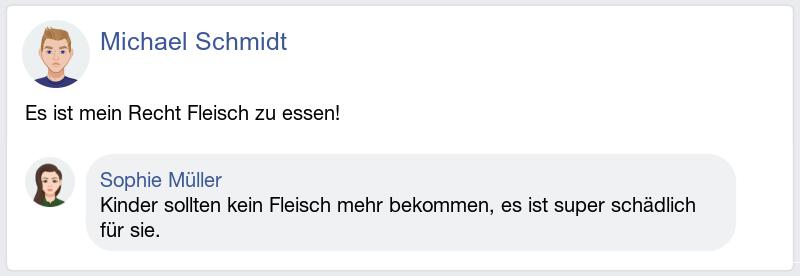 Michael Schmidt
Es ist mein Recht Fleisch zu essen!
Sophie Müller
Kinder sollten kein Fleisch mehr bekommen, es ist super schädlich
für sie.